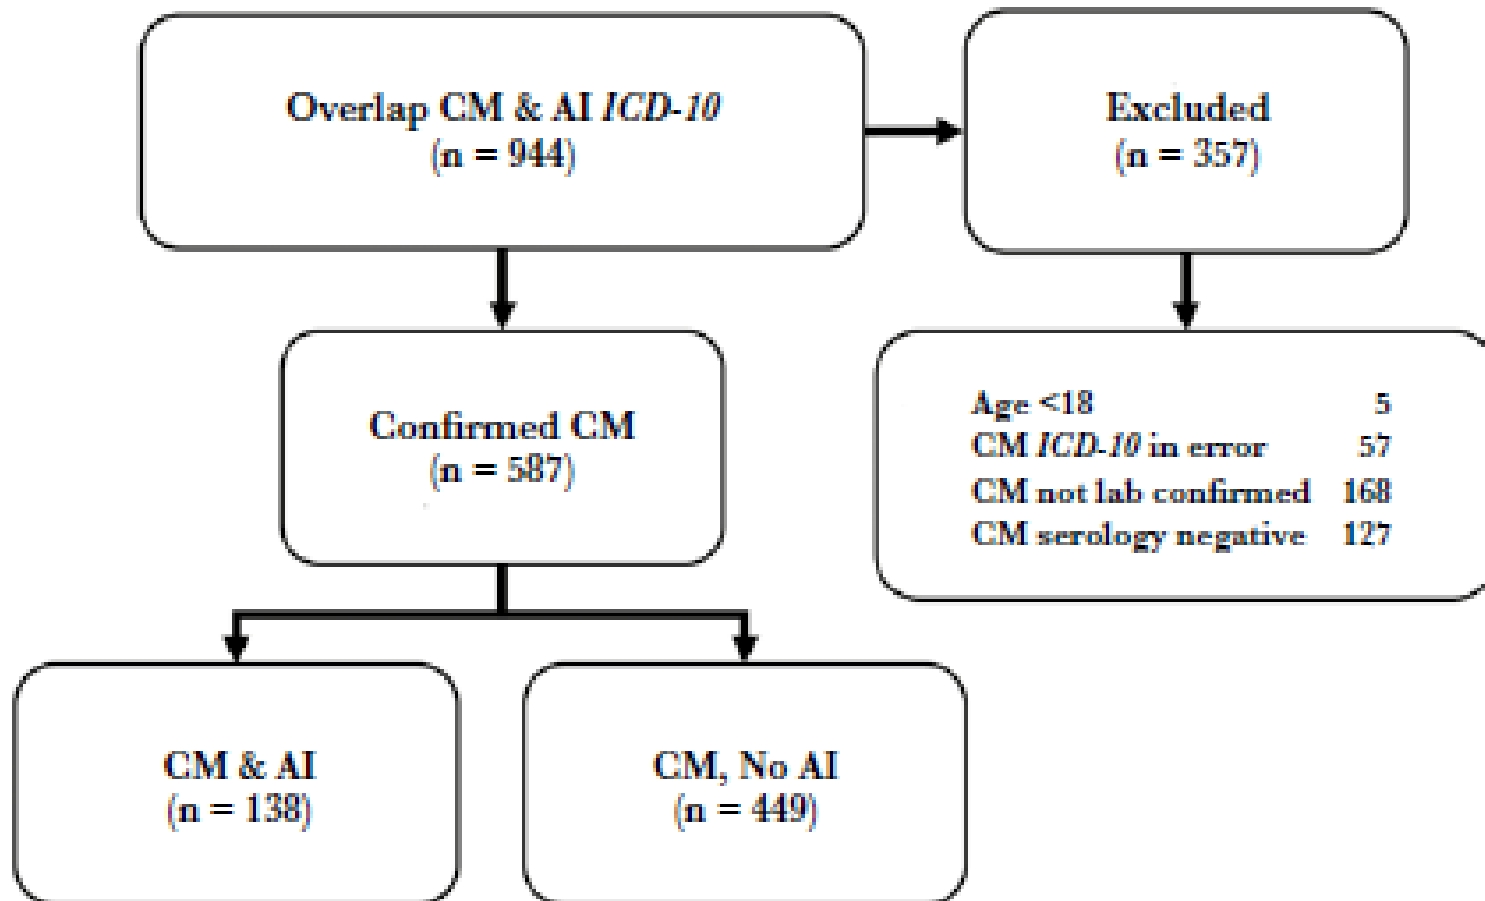 Overlap CM & AI ICD-10
(n = 944)
Excluded
(n = 357)
Confirmed CM
(n = 587)
Age <18 5
CM ICD-10 in error 57
CM not lab confirmed 168
CM serology negative 127
CM & AI
(n = 138)
CM, No AI
(n = 449)